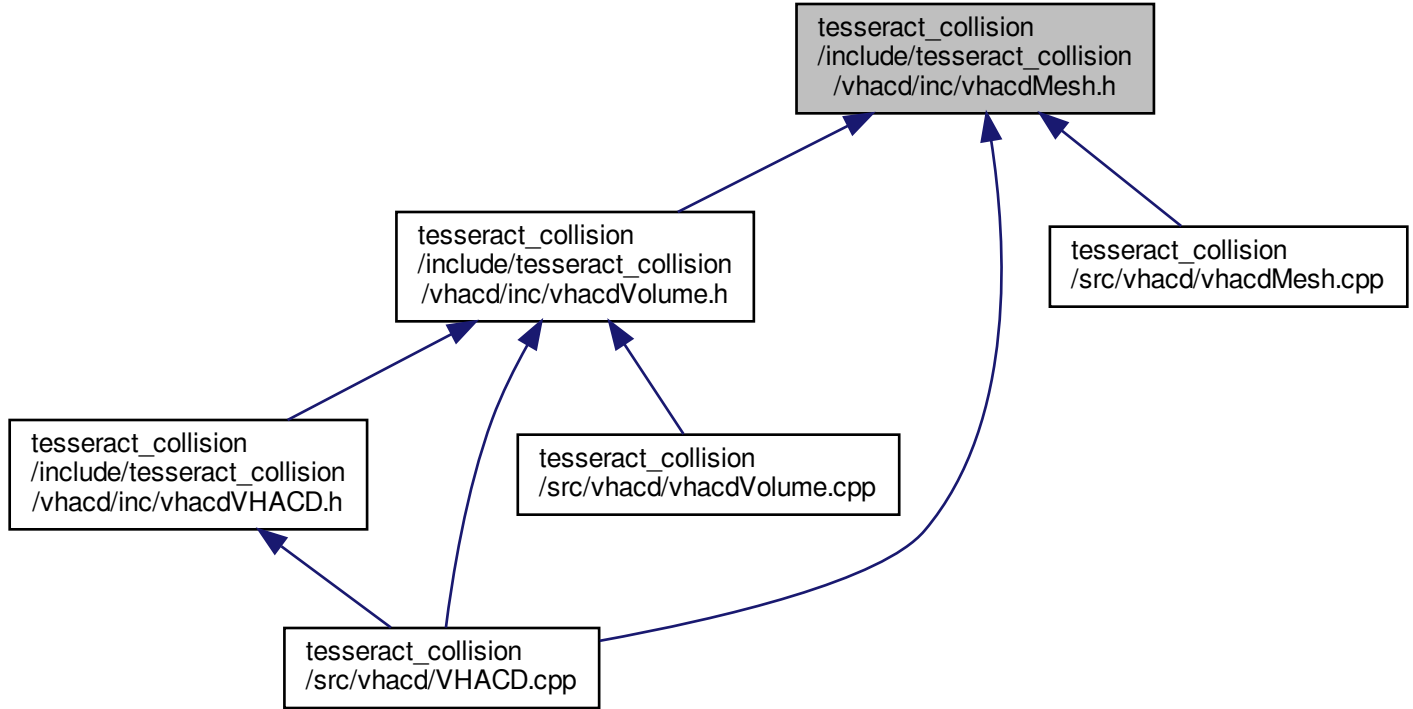 tesseract_collision
/include/tesseract_collision
/vhacd/inc/vhacdMesh.h
tesseract_collision
/include/tesseract_collision
/vhacd/inc/vhacdVolume.h
tesseract_collision
/src/vhacd/vhacdMesh.cpp
tesseract_collision
/include/tesseract_collision
/vhacd/inc/vhacdVHACD.h
tesseract_collision
/src/vhacd/vhacdVolume.cpp
tesseract_collision
/src/vhacd/VHACD.cpp